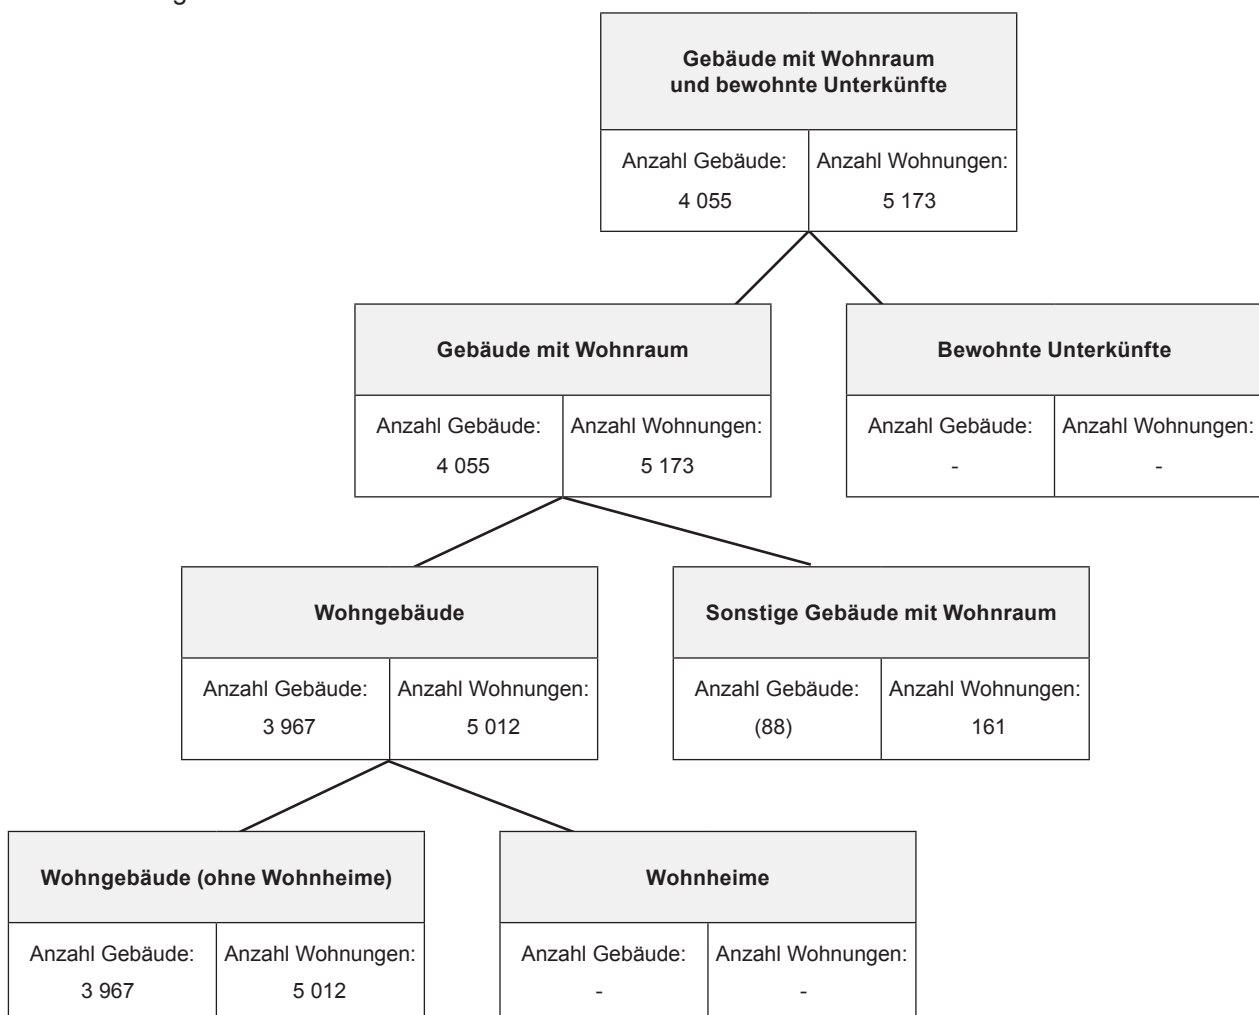 Gebäude mit Wohnraum
und bewohnte Unterkünfte
Anzahl Gebäude: Anzahl Wohnungen:
4 055 5 173
Gebäude mit Wohnraum
Anzahl Gebäude: Anzahl Wohnungen:
4 055 5 173
Bewohnte Unterkünfte
Anzahl Gebäude: Anzahl Wohnungen:
- -
Wohngebäude
Anzahl Gebäude: Anzahl Wohnungen:
3 967 5 012
Sonstige Gebäude mit Wohnraum
Anzahl Gebäude: Anzahl Wohnungen:
(88) 161
Wohngebäude (ohne Wohnheime)
Anzahl Gebäude: Anzahl Wohnungen:
3 967 5 012
Wohnheime
Anzahl Gebäude: Anzahl Wohnungen:
- -